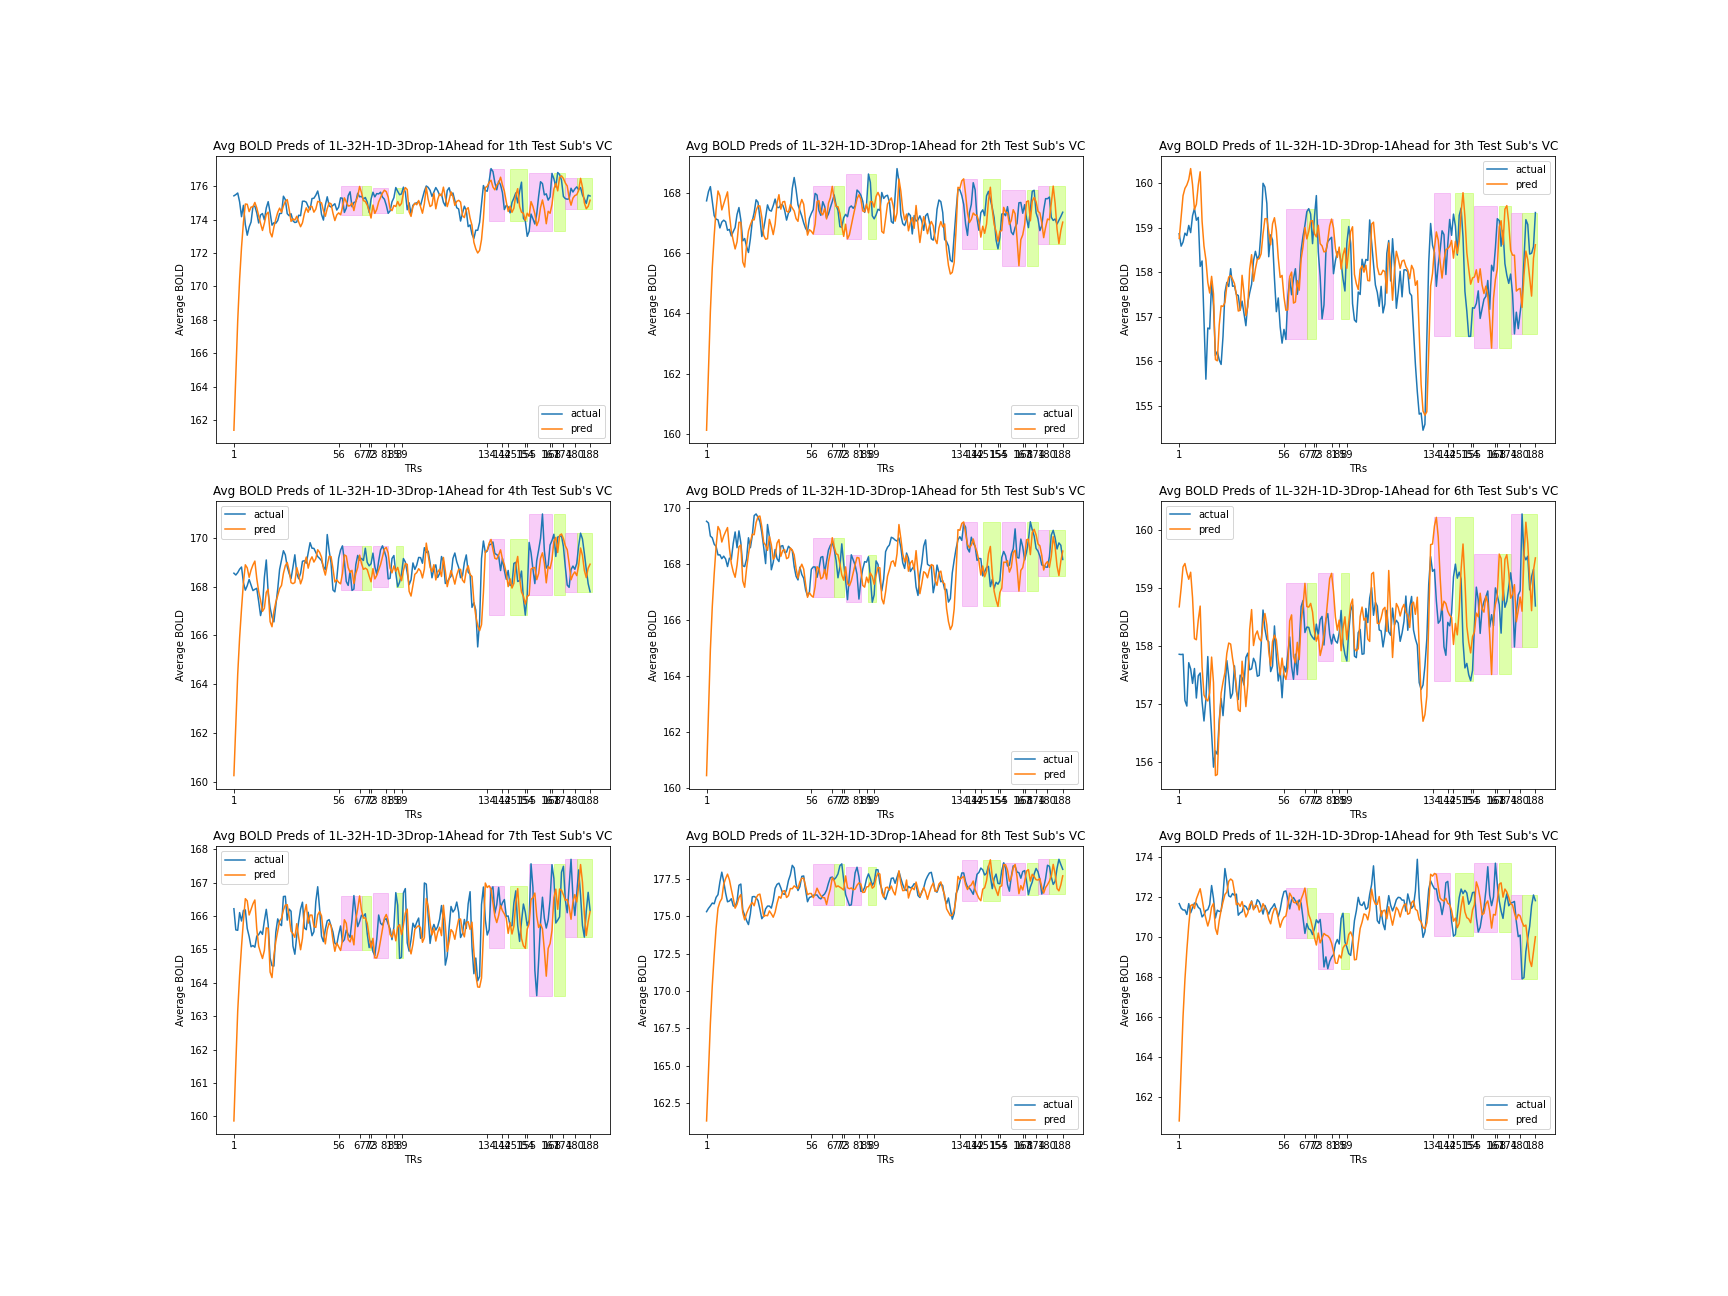 Avg BOLD Preds of 1L-32H-1D-3Drop-1Ahead for 1th Test Sub's VC
Average BOLD
176
174
172
170
168
166
164
162
actual
pred
1
56
TRs
Avg BOLD Preds of 1L-32H-1D-3Drop-1Ahead for 2th Test Sub's VC
Average BOLD
168
166
164
162
160
actual
pred
1
56
TRs
Avg BOLD Preds of 1L-32H-1D-3Drop-1Ahead for 3th Test Sub's VC
Average BOLD
160
159
158
157
156
155
actual
pred
1
56
TRs
Avg BOLD Preds of 1L-32H-1D-3Drop-1Ahead for 4th Test Sub's VC
Average BOLD
170
168
166
164
162
160
actual
pred
1
56
TRs
Avg BOLD Preds of 1L-32H-1D-3Drop-1Ahead for 5th Test Sub's VC
Average BOLD
170
168
166
164
162
160
actual
pred
1
56
TRs
Avg BOLD Preds of 1L-32H-1D-3Drop-1Ahead for 6th Test Sub's VC
Average BOLD
160
159
158
157
156
actual
pred
1
56
TRs
Avg BOLD Preds of 1L-32H-1D-3Drop-1Ahead for 7th Test Sub's VC
Average BOLD
168
167
166
165
164
163
162
161
160
actual
pred
1
56
TRs
Avg BOLD Preds of 1L-32H-1D-3Drop-1Ahead for 8th Test Sub's VC
Average BOLD
177.5
175.0
172.5
170.0
167.5
165.0
162.5
actual
pred
1
56
TRs
Avg BOLD Preds of 1L-32H-1D-3Drop-1Ahead for 9th Test Sub's VC
Average BOLD
174
172
170
168
166
164
162
actual
pred
1
56
TRs